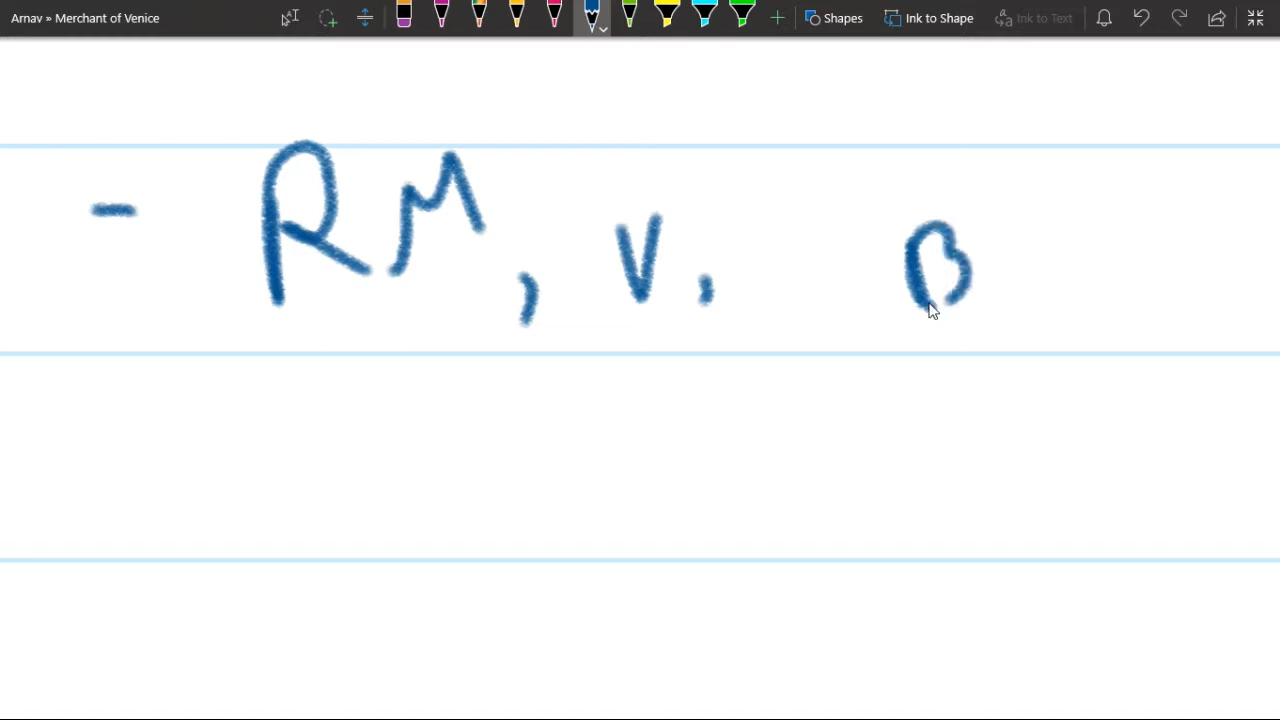 Arnav » Merchant of Venice Shapes Ink to Shape Ink to Text
- RM, V, B